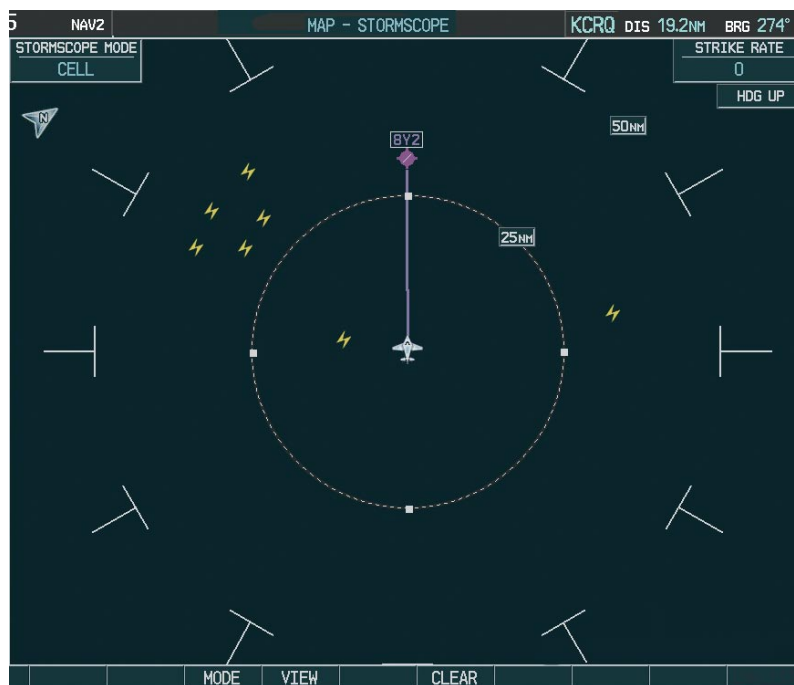 5 NAV2 MAP - STORMSCOPE KCRQ DIS 19.2NM BRG 274°
STORMSCOPE MODE
CELL
STRIKE RATE
0
HDG UP
N
50NM
8Y2
25NM
MODE VIEW CLEAR